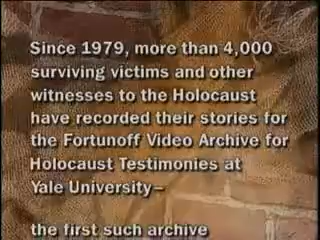 Since 1979, more than 4,000
surviving victims and other
witnesses to the Holocaust
have recorded their stories for
the Fortunoff Video Archive for
Holocaust Testimonies at
Yale University–
the first such archive